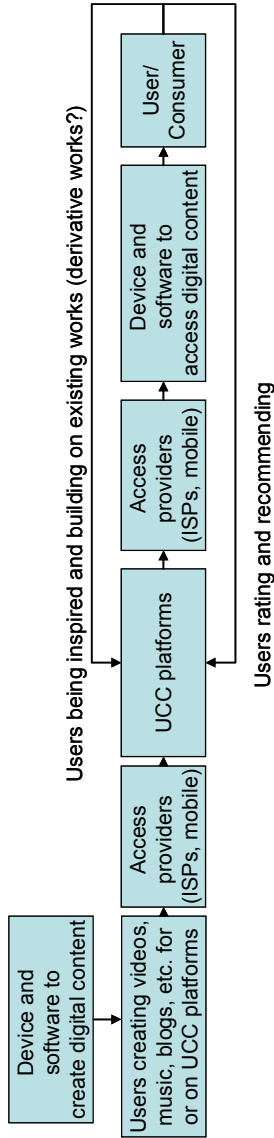 Users being inspired and building on existing works (derivative works?)
Device and
software to
create digital content
Users creating videos,
music, blogs, etc. for
or on UCC platforms
Access
providers
(ISPs, mobile)
UCC platforms
Access
providers
(ISPs, mobile)
Device and
software to
access digital content
User/
Consumer
Users rating and recommending